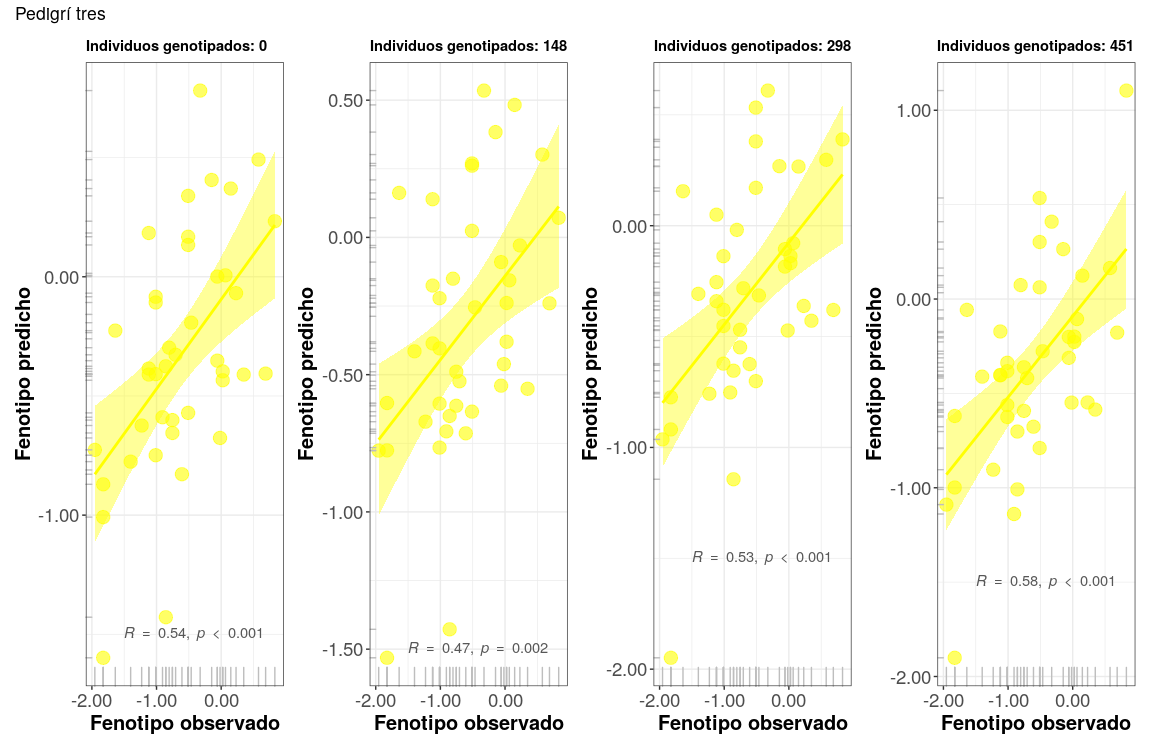 Pedigrí tres
Individuos genotipados: 0
Individuos genotipados: 148
Individuos genotipados: 298
Individuos genotipados: 451
Fenotipo predicho
0.00
-1.00
R = 0.54, p < 0.001
-2.00 -1.00 0.00
Fenotipo observado
Fenotipo predicho
0.50
0.00
-0.50
-1.00
-1.50
R = 0.47, p = 0.002
-2.00 -1.00 0.00
Fenotipo observado
Fenotipo predicho
0.00
-1.00
-2.00
R = 0.53, p < 0.001
-2.00 -1.00 0.00
Fenotipo observado
Fenotipo predicho
1.00
0.00
-1.00
-2.00
R = 0.58, p < 0.001
-2.00 -1.00 0.00
Fenotipo observado